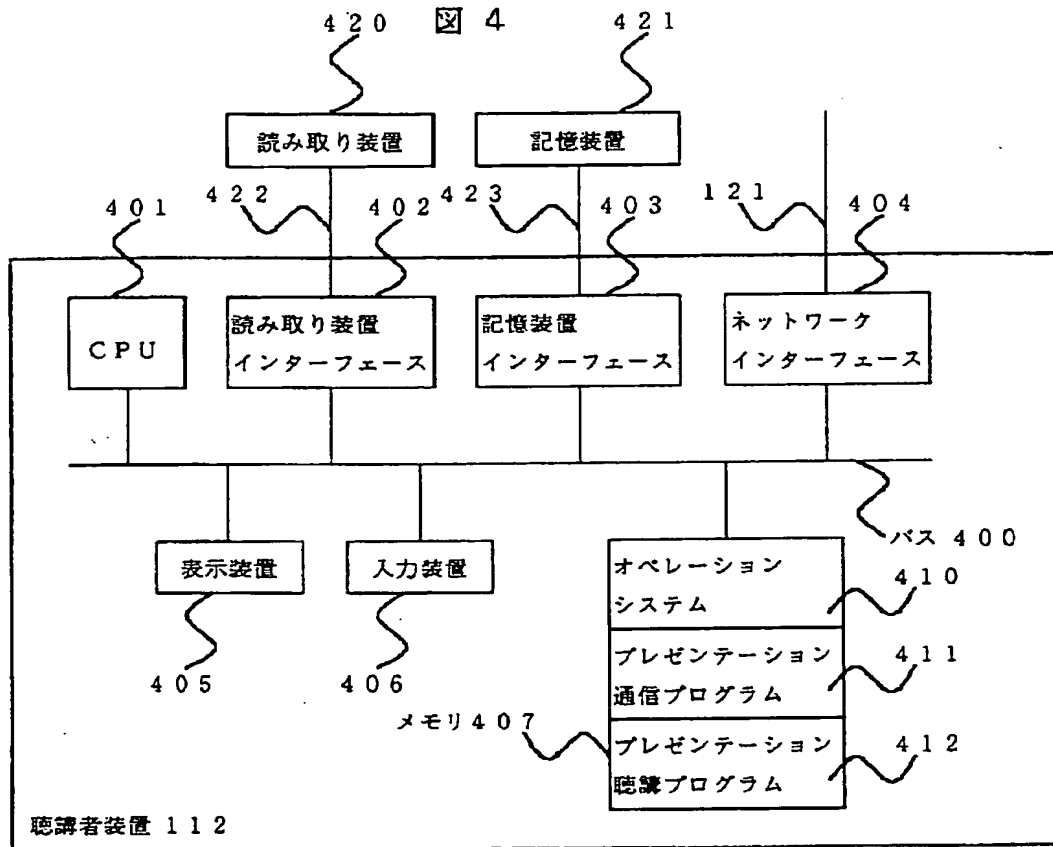 図 4
４２０
４２１
読み取り装置
記憶装置
４０１
４２２
４０２
４２３
４０３
１２１
４０４
ＣＰＵ
読み取り装置
インターフェース
記憶装置
インターフェース
ネットワーク
インターフェース
バス ４００
表示装置
入力装置
４０５
４０６
オペレーション
システム
４１０
プレゼンテーション
通信プログラム
４１１
メモリ４０７
プレゼンテーション
聴講プログラム
４１２
聴講者装置 １１２